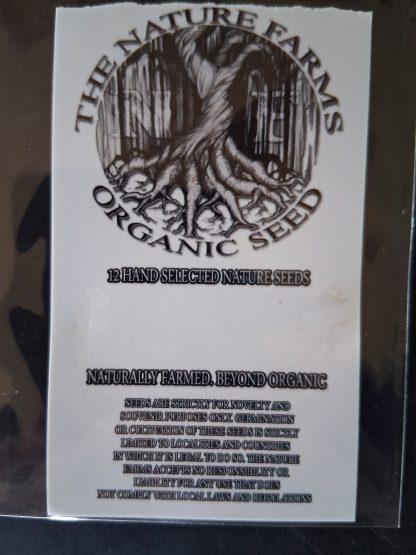 THE NATURE FARMS
N F
ORGANIC SEED
12 HAND SELECTED NATURE SEEDS
NATURALLY FARMED. BEYOND ORGANIC
SEEDS ARE STRICTLY FOR NOVELTY AND
SOUVENIR PERPOSES ONLY. GERMINATION
OR CULTIVATION OF THESE SEEDS IS STICTLY
LIMITED TO LOCALITIES AND COUNTRIES
IN WHICH IT IS LEGAL TO DO SO. THE NATURE
FARMS ACCEPTS NO RESPONSIBILITY OR
LIABILITY FOR ANY USE THAT DOES
NOT COMPLY WITH LOCAL LAWS AND REGULATIONS